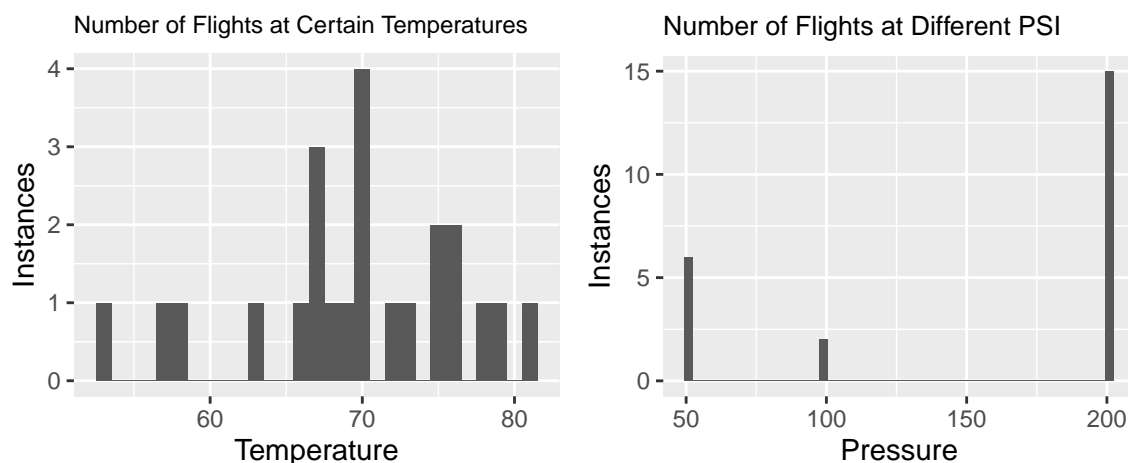 Number of Flights at Certain Temperatures
4
3
2
1
0
Instances
60 70 80
Temperature
Number of Flights at Different PSI
15
10
5
0
Instances
50 100 150 200
Pressure